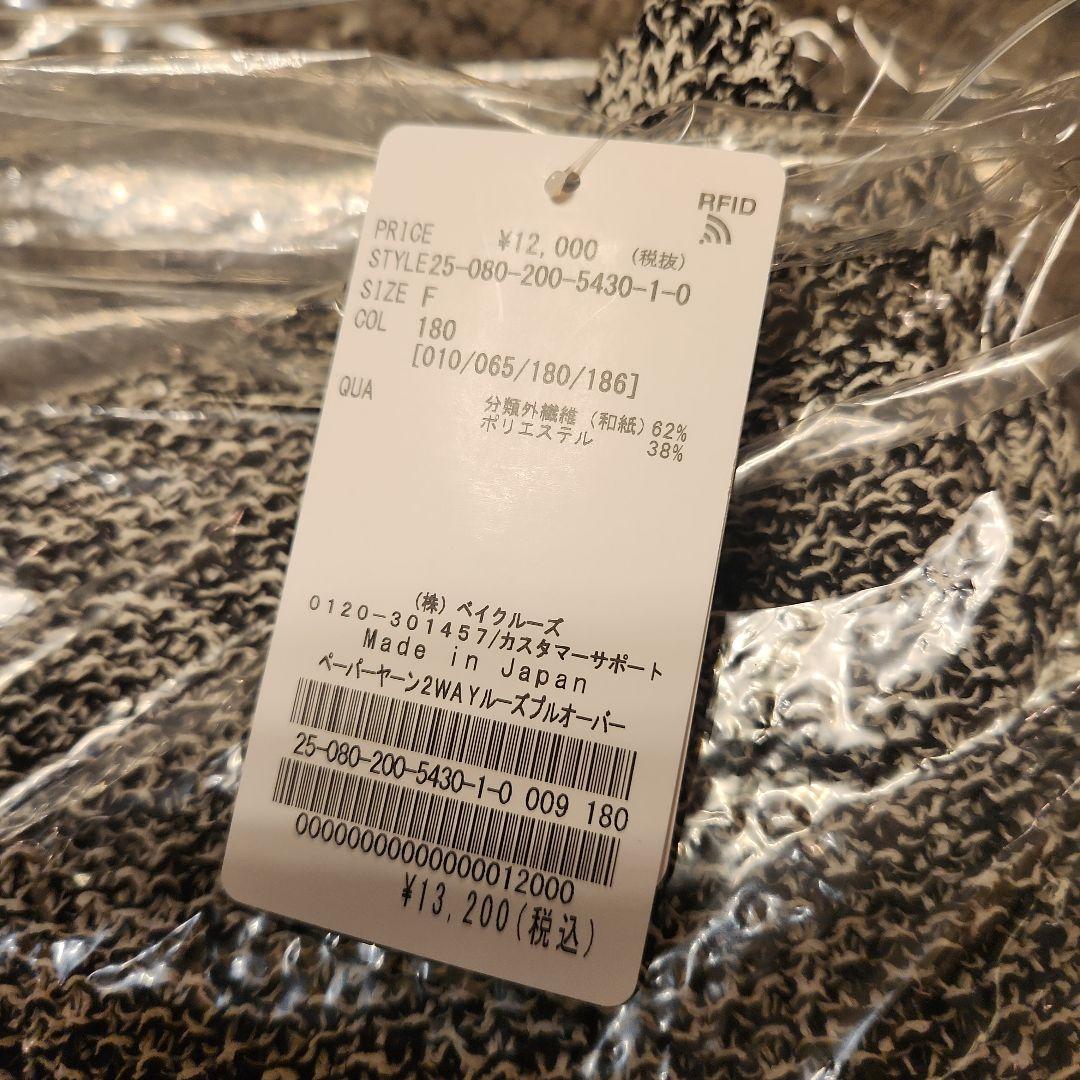 RFID
PRICE ¥12,000 (税抜)
STYLE25-080-200-5430-1-0
SIZE F
COL 180
[010/065/180/186]
QUA
分類外繊維 (和紙) 62%
ポリエステル 38%
(株) ベイクルーズ
0120-301457/カスタマーサポート
Made in Japan
ペーパーヤーン2WAYルーズプルオーバー
25-080-200-5430-1-0 009 180
000000000000000012000
¥13,200(税込)